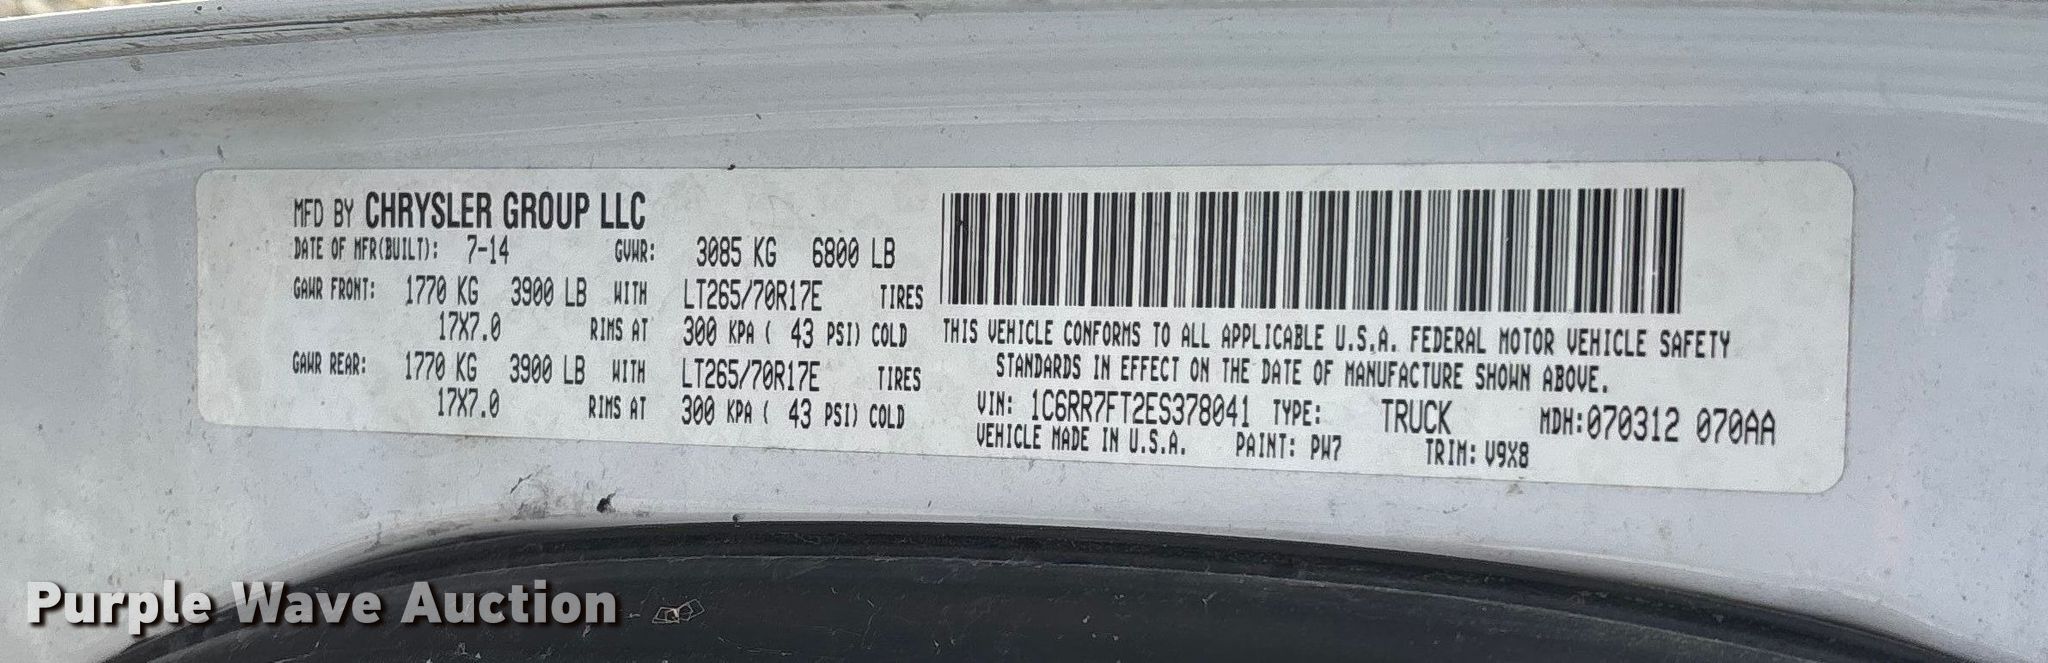 MFD BY CHRYSLER GROUP LLC
DATE OF MFR(BUILT): 7-14 GVWR: 3085 KG 6800 LB
GAWR FRONT: 1770 KG 3900 LB WITH LT265/70R17E TIRES
17X7.0 RIMS AT 300 KPA ( 43 PSI) COLD
GAWR REAR: 1770 KG 3900 LB WITH LT265/70R17E TIRES
17X7.0 RIMS AT 300 KPA ( 43 PSI) COLD
THIS VEHICLE CONFORMS TO ALL APPLICABLE U.S.A. FEDERAL MOTOR VEHICLE SAFETY
STANDARDS IN EFFECT ON THE DATE OF MANUFACTURE SHOWN ABOVE.
VIN: 1C6RR7FT2ES378041 TYPE: TRUCK MDH:070312 070AA
VEHICLE MADE IN U.S.A. PAINT: PW7 TRIM: V9X8
Purple Wave Auction